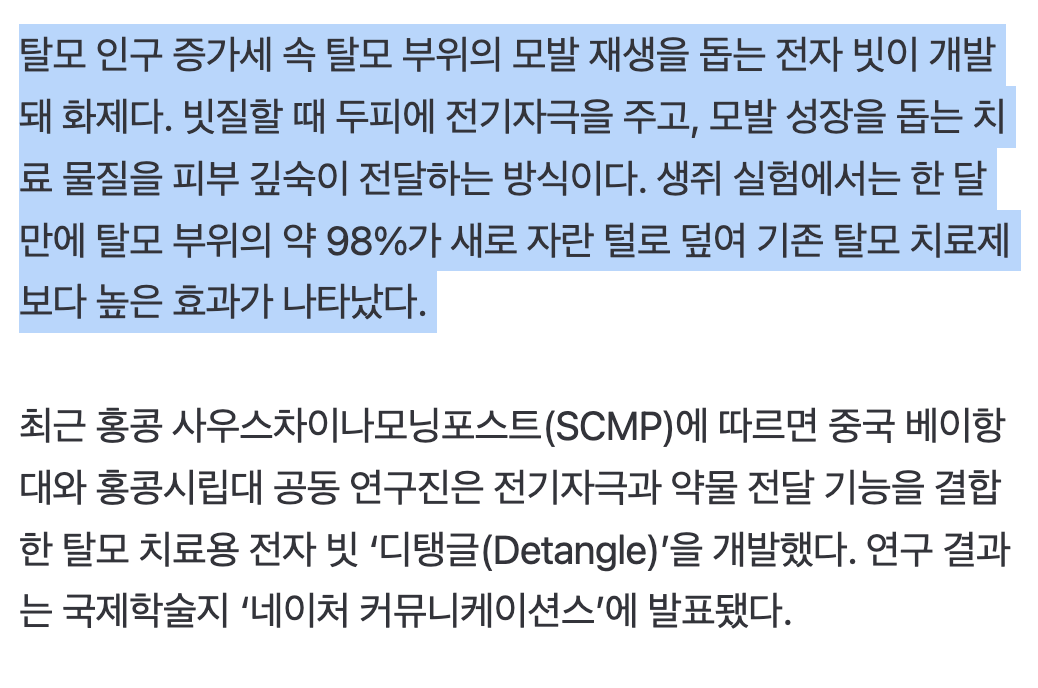 탈모 인구 증가세 속 탈모 부위의 모발 재생을 돕는 전자 빗이 개발
돼 화제다. 빗질할 때 두피에 전기자극을 주고, 모발 성장을 돕는 치
료 물질을 피부 깊숙이 전달하는 방식이다. 생쥐 실험에서는 한 달
만에 탈모 부위의 약 98%가 새로 자란 털로 덮여 기존 탈모 치료제
보다 높은 효과가 나타났다.
최근 홍콩 사우스차이나모닝포스트(SCMP)에 따르면 중국 베이항
대와 홍콩시립대 공동 연구진은 전기자극과 약물 전달 기능을 결합
한 탈모 치료용 전자 빗 ‘디탱글(Detangle)’을 개발했다. 연구 결과
는 국제학술지 ‘네이처 커뮤니케이션스’에 발표됐다.